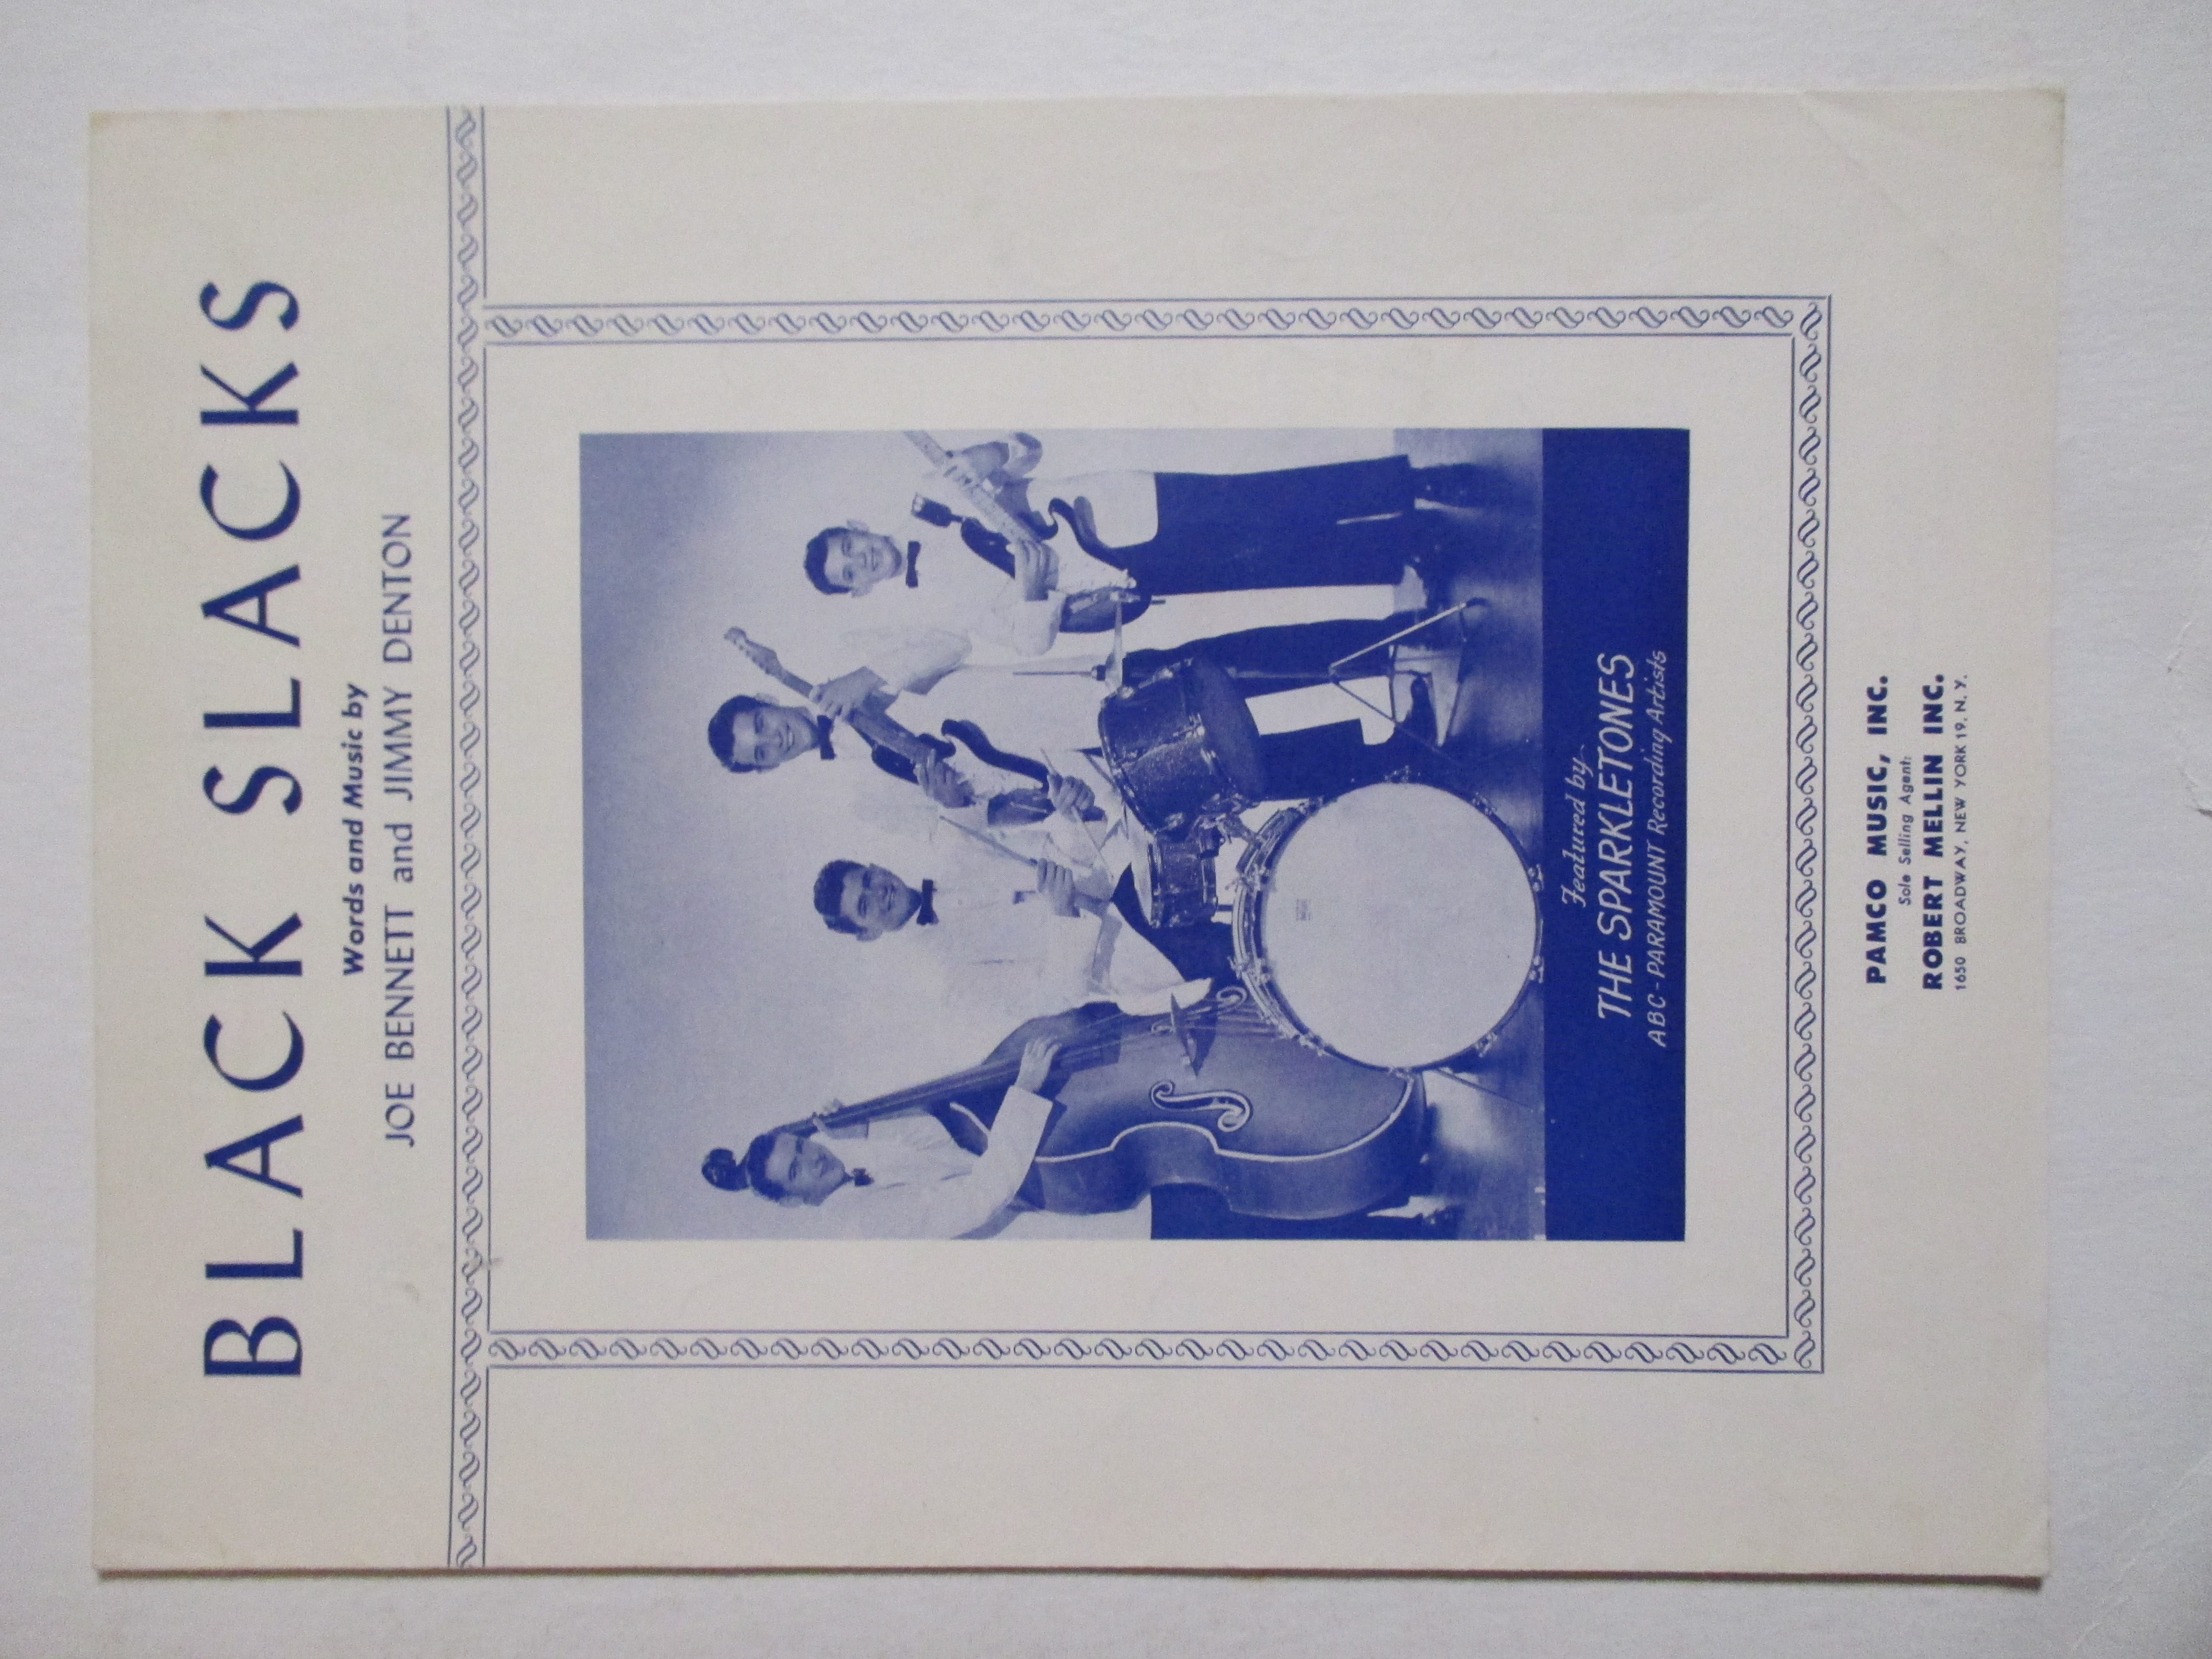 BLACK SLACKS
Words and Music by
JOE BENNETT and JIMMY DENTON
Featured by
THE SPARKLETONES
ABC-PARAMOUNT Recording Artists
PAMCO MUSIC, INC.
Sole Selling Agent:
ROBERT MELLIN INC.
1650 BROADWAY, NEW YORK 19, N. Y.